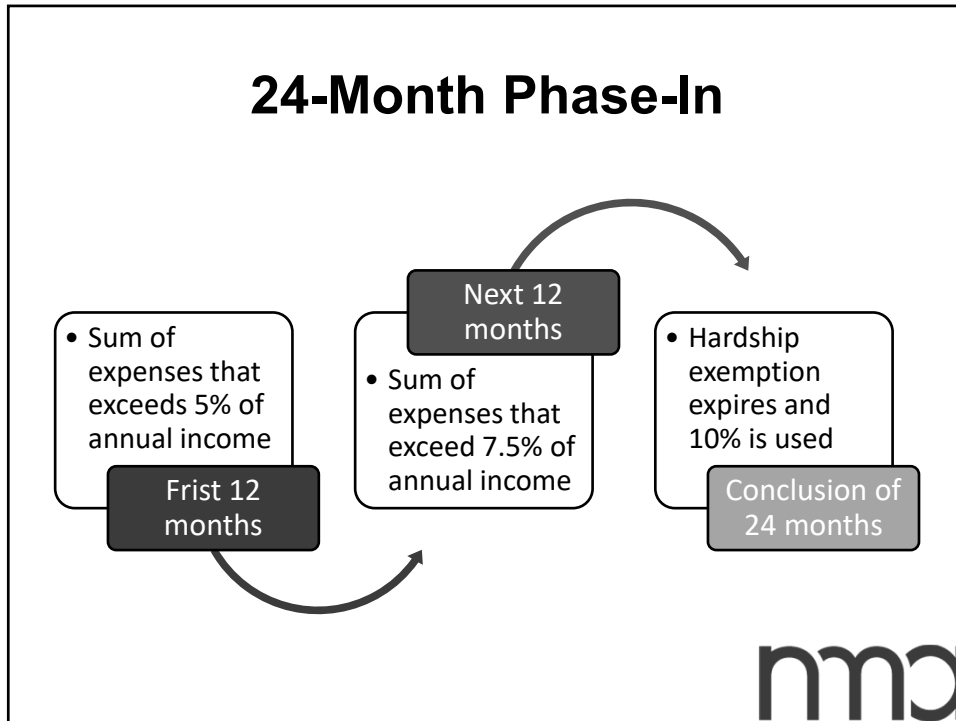 24-Month Phase-In
• Sum of
expenses that
exceeds 5% of
annual income
Frist 12
months
Next 12
months
• Sum of
expenses that
exceed 7.5% of
annual income
• Hardship
exemption
expires and
10% is used
Conclusion of
24 months
nma